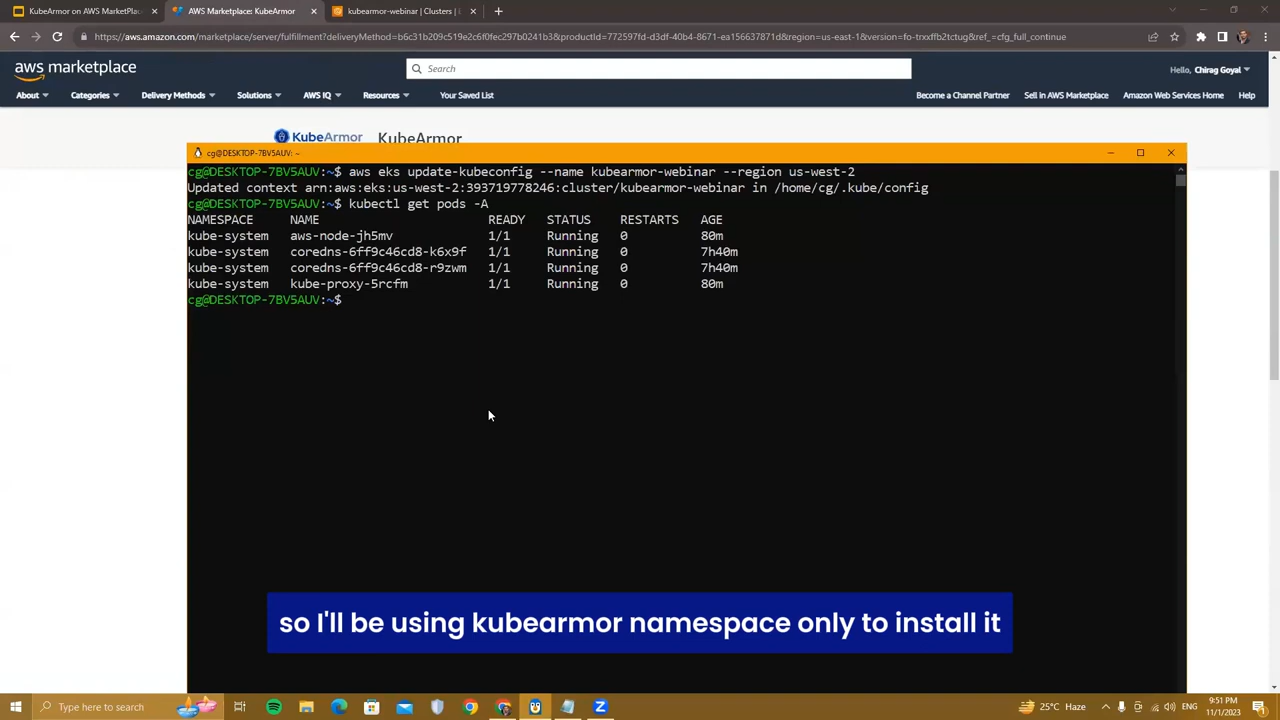 KubeArmor on AWS MarketPlac
AWS Marketplace: KubeArmor
kubearmor-webinar | Clusters |
https://aws.amazon.com/marketplace/server/fulfillment?deliveryMethod=b6c31b209c519e2c6f0fec297b0241b3&productId=772597fd-d3df-40b4-8671-ea156637871d&region=us-east-1&version=fo-trxxffb2tctug&ref_=cfg_full_continue
aws marketplace
Search
Hello, Chirag Goyal
About
Categories
Delivery Methods
Solutions
AWS IQ
Resources
Your Saved List
Become a Channel Partner
Sell in AWS Marketplace
Amazon Web Services Home
Help
KubeArmor KubeArmor
cg@DESKTOP-7BV5AUV: ~
cg@DESKTOP-7BV5AUV:~$ aws eks update-kubeconfig --name kubearmor-webinar --region us-west-2
Updated context arn:aws:eks:us-west-2:393719778246:cluster/kubearmor-webinar in /home/cg/.kube/config
cg@DESKTOP-7BV5AUV:~$ kubectl get pods -A
NAMESPACE NAME READY STATUS RESTARTS AGE
kube-system aws-node-jh5mv 1/1 Running 0 80m
kube-system coredns-6ff9c46cd8-k6x9f 1/1 Running 0 7h40m
kube-system coredns-6ff9c46cd8-r9zwm 1/1 Running 0 7h40m
kube-system kube-proxy-5rcfm 1/1 Running 0 80m
cg@DESKTOP-7BV5AUV:~$
so I'll be using kubearmor namespace only to install it
Type here to search
25°C Haze
9:51 PM
11/1/2023